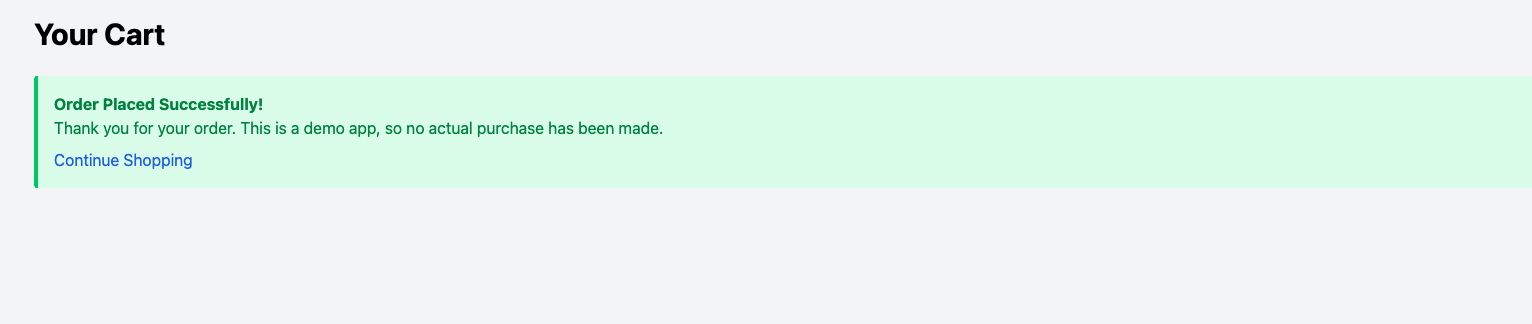 Your Cart
Order Placed Successfully!
Thank you for your order. This is a demo app, so no actual purchase has been made.
Continue Shopping